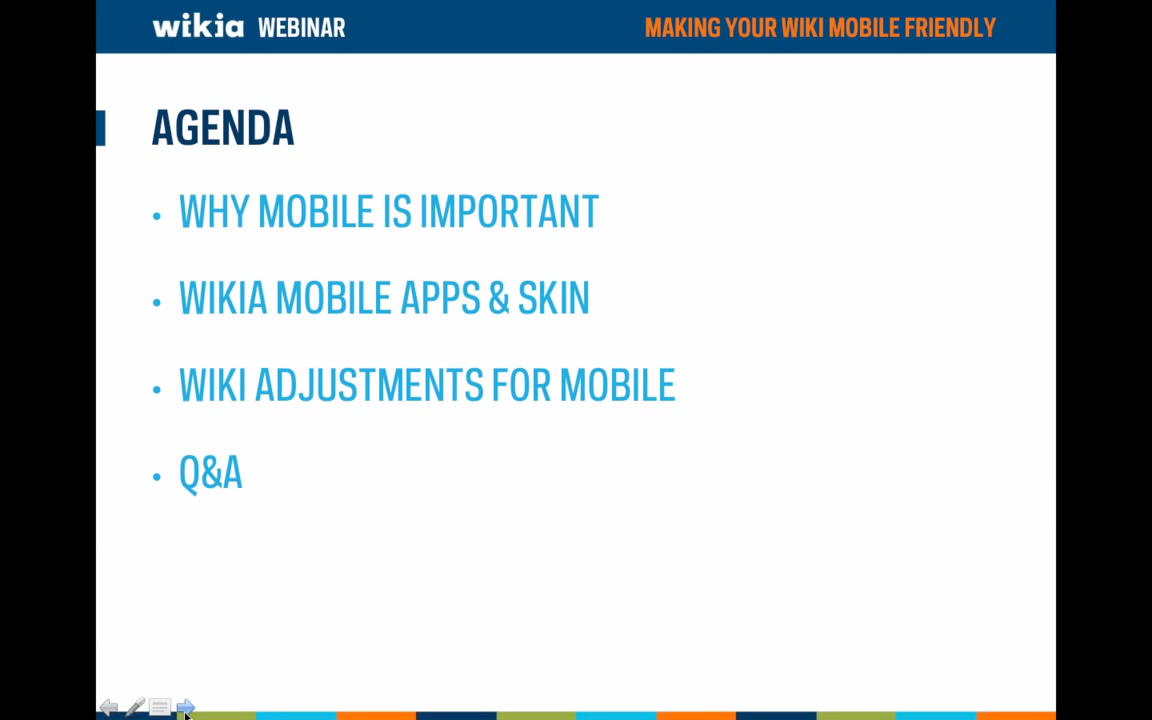 wikia WEBINAR
MAKING YOUR WIKI MOBILE FRIENDLY
AGENDA
• WHY MOBILE IS IMPORTANT
• WIKIA MOBILE APPS & SKIN
• WIKI ADJUSTMENTS FOR MOBILE
• Q&A